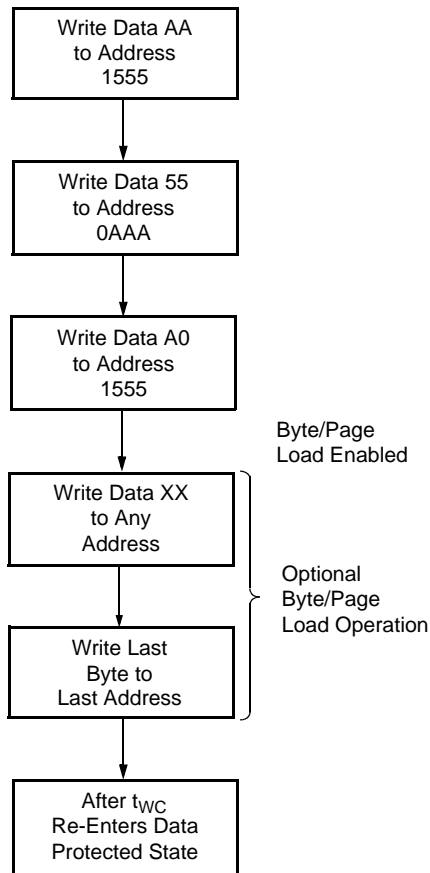 Write Data AA
to Address
1555
Write Data 55
to Address
0AAA
Write Data A0
to Address
1555
Byte/Page
Load Enabled
Write Data XX
to Any
Address
Optional
Byte/Page
Load Operation
Write Last
Byte to
Last Address
After tWC
Re-Enters Data
Protected State